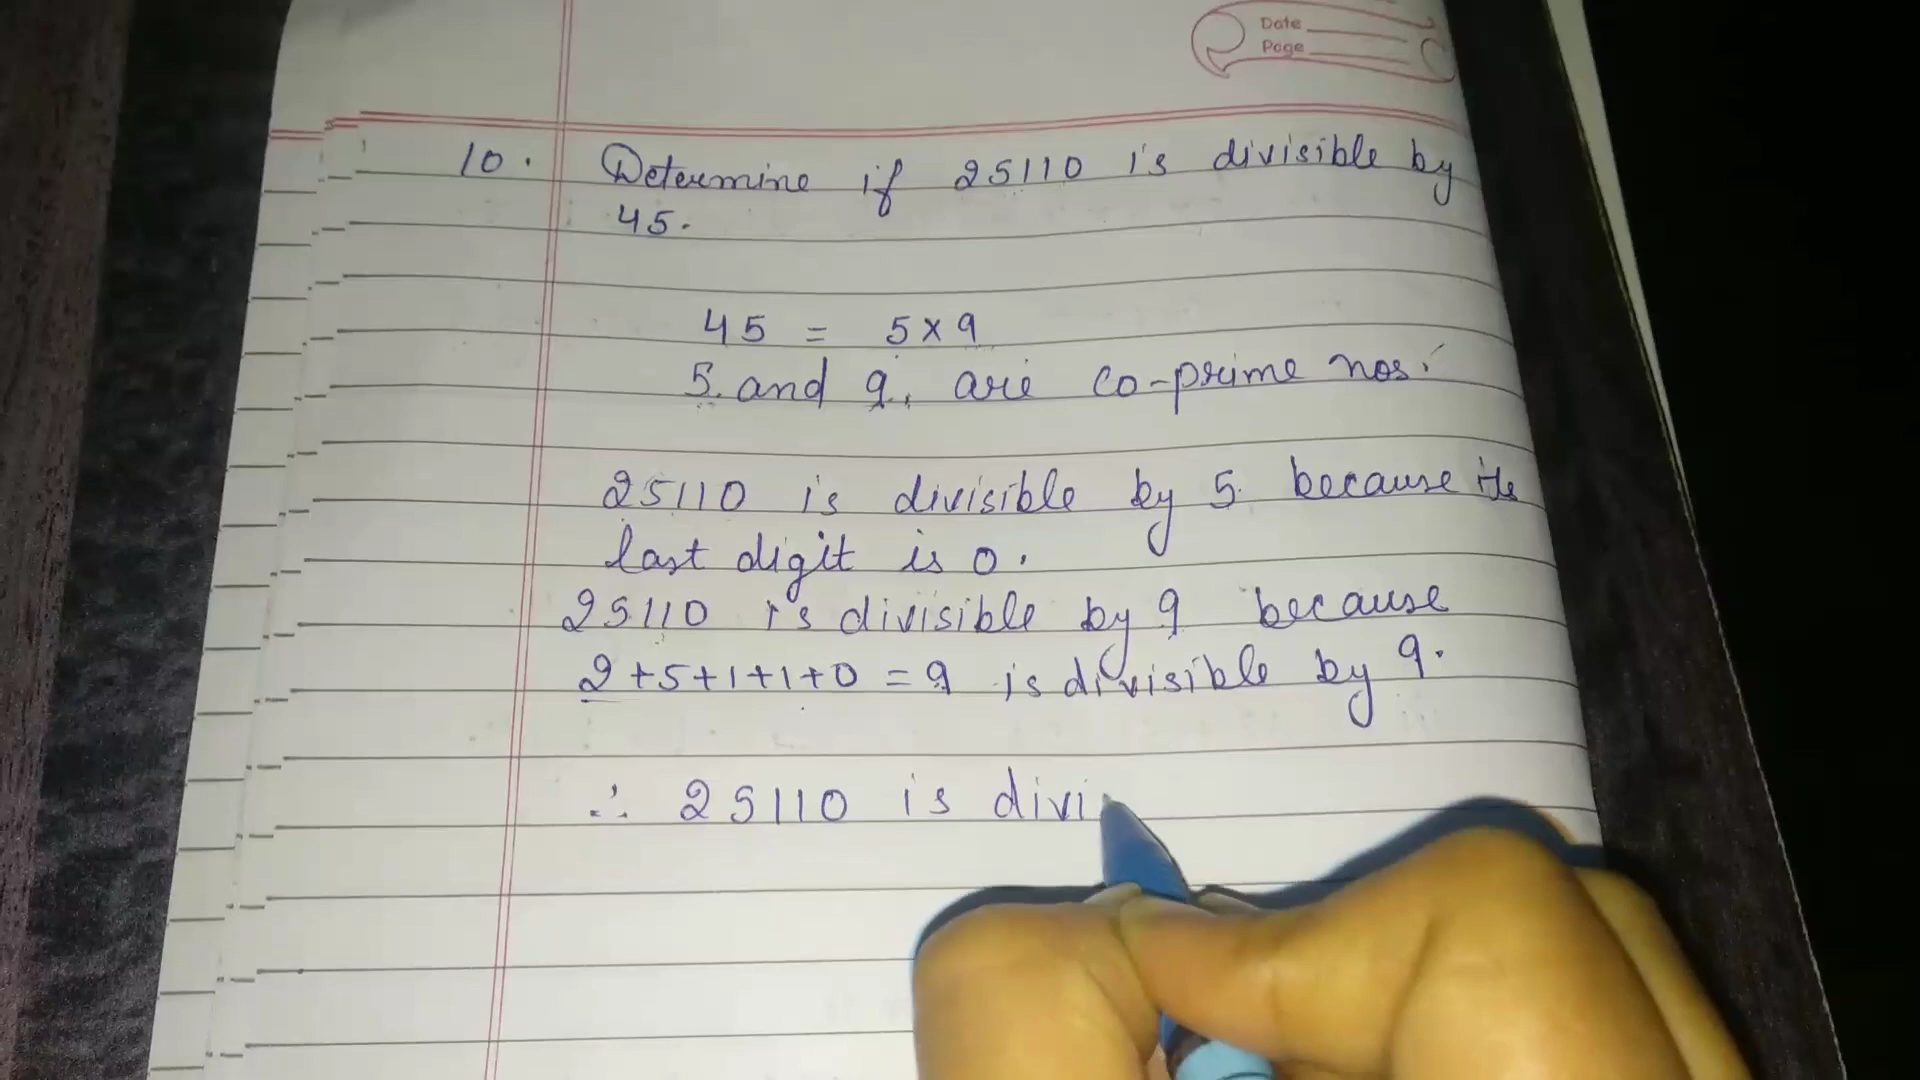 Date
Page
10. Determine if 25110 is divisible by
45.
45 = 5 x 9
5 and 9, are co-prime nos.
25110 is divisible by 5 because its
last digit is 0.
25110 is divisible by 9 because
2+5+1+1+0 = 9 is divisible by 9.
∴ 25110 is divi